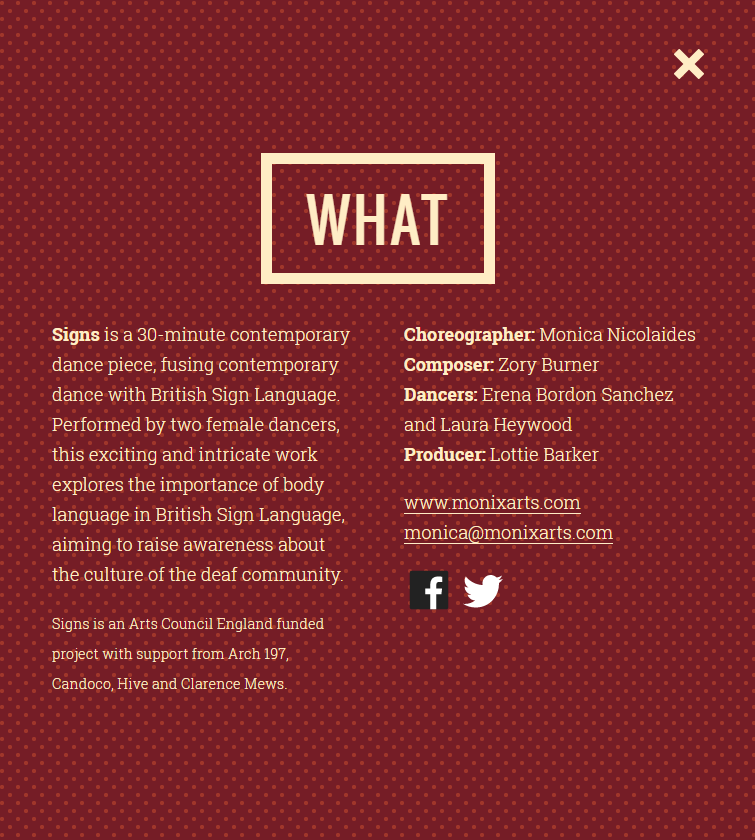 WHAT
Signs is a 30-minute contemporary
dance piece, fusing contemporary
dance with British Sign Language.
Performed by two female dancers,
this exciting and intricate work
explores the importance of body
language in British Sign Language,
aiming to raise awareness about
the culture of the deaf community.
Signs is an Arts Council England funded
project with support from Arch 197,
Candoco, Hive and Clarence Mews.
Choreographer: Monica Nicolaides
Composer: Zory Burner
Dancers: Erena Bordon Sanchez
and Laura Heywood
Producer: Lottie Barker
www.monixarts.com
monica@monixarts.com